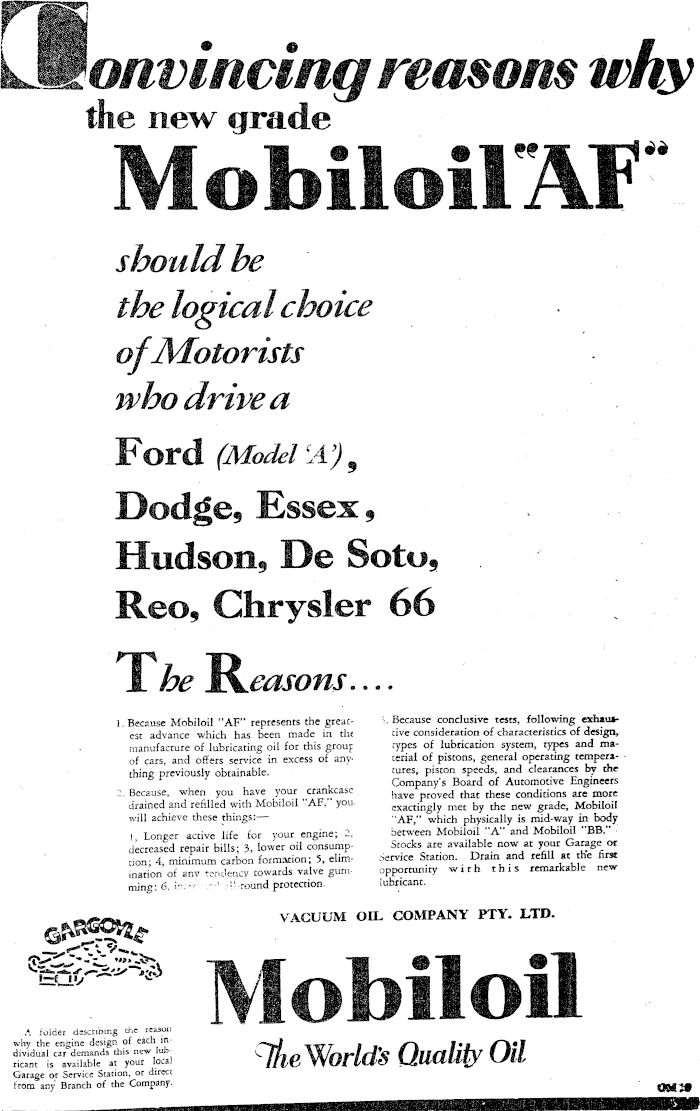 Convincing reasons why
the new grade
Mobiloil "AF"
should be
the logical choice
of Motorists
who drive a
Ford (Model 'A'),
Dodge, Essex,
Hudson, De Soto,
Reo, Chrysler 66
The Reasons....
1. Because Mobiloil "AF" represents the great-
est advance which has been made in the
manufacture of lubricating oil for this group
of cars, and offers service in excess of any-
thing previously obtainable.
2. Because, when you have your crankcase
drained and refilled with Mobiloil "AF," you
will achieve these things:—
1, Longer active life for your engine; 2,
decreased repair bills; 3, lower oil consump-
tion; 4, minimum carbon formation; 5, elim-
ination of any tendency towards valve gum-
ming; 6, round protection.
Because conclusive tests, following exhaus-
tive consideration of characteristics of design,
types of lubrication system, types and ma-
terial of pistons, general operating tempera-
tures, piston speeds, and clearances by the
Company's Board of Automotive Engineers
have proved that these conditions are more
exactly met by the new grade, Mobiloil
"AF," which physically is mid-way in body
between Mobiloil "A" and Mobiloil "BB."
Stocks are available now at your Garage or
Service Station. Drain and refill at the first
opportunity with this remarkable new
lubricant.
VACUUM OIL COMPANY PTY. LTD.
GARGOYLE
Mobiloil
The World's Quality Oil
A folder describing the reason
why the engine design of each in-
dividual car demands this new lub-
ricant is available at your local
Garage or Service Station, or direct
from any Branch of the Company.